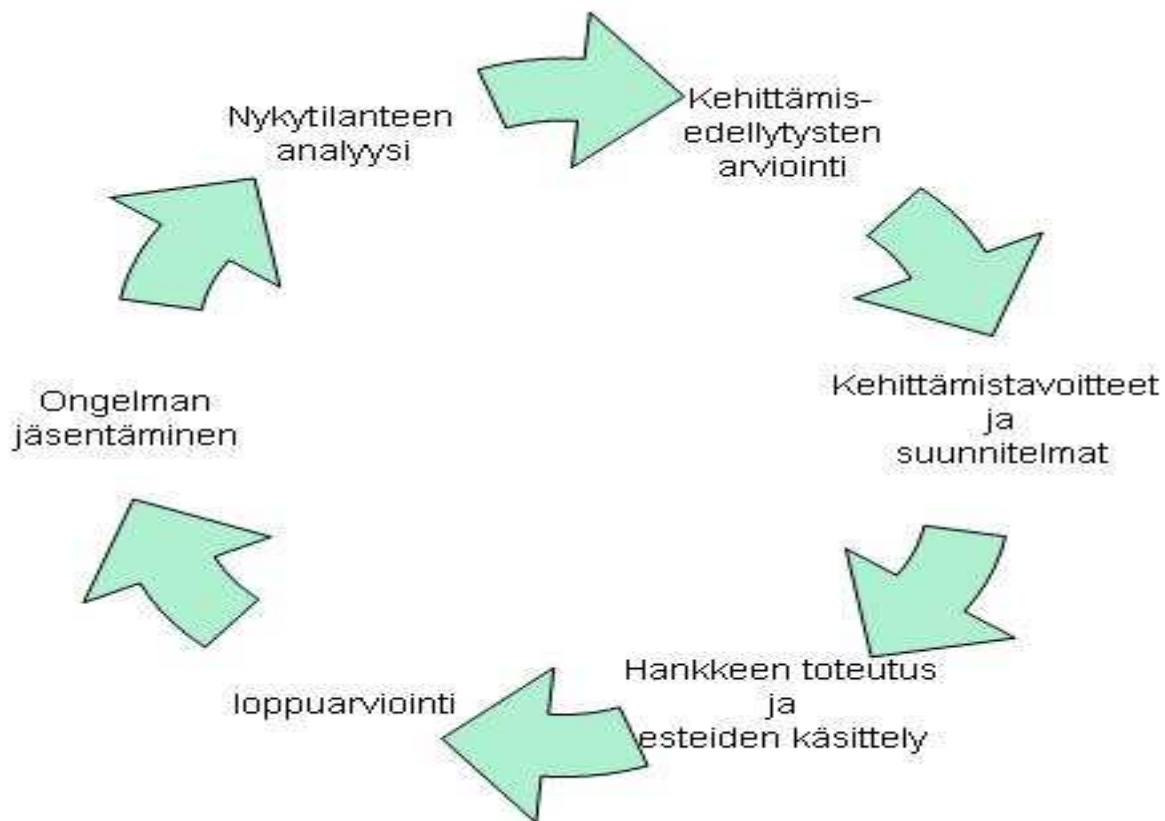 Nykytilanteen
analyysi
Kehittämis-
edellytysten
arviointi
Kehittämistavoitteet
ja
suunnitelmat
Hankkeen toteutus
ja
esteiden käsittely
loppuarviointi
Ongelman
jäsentäminen